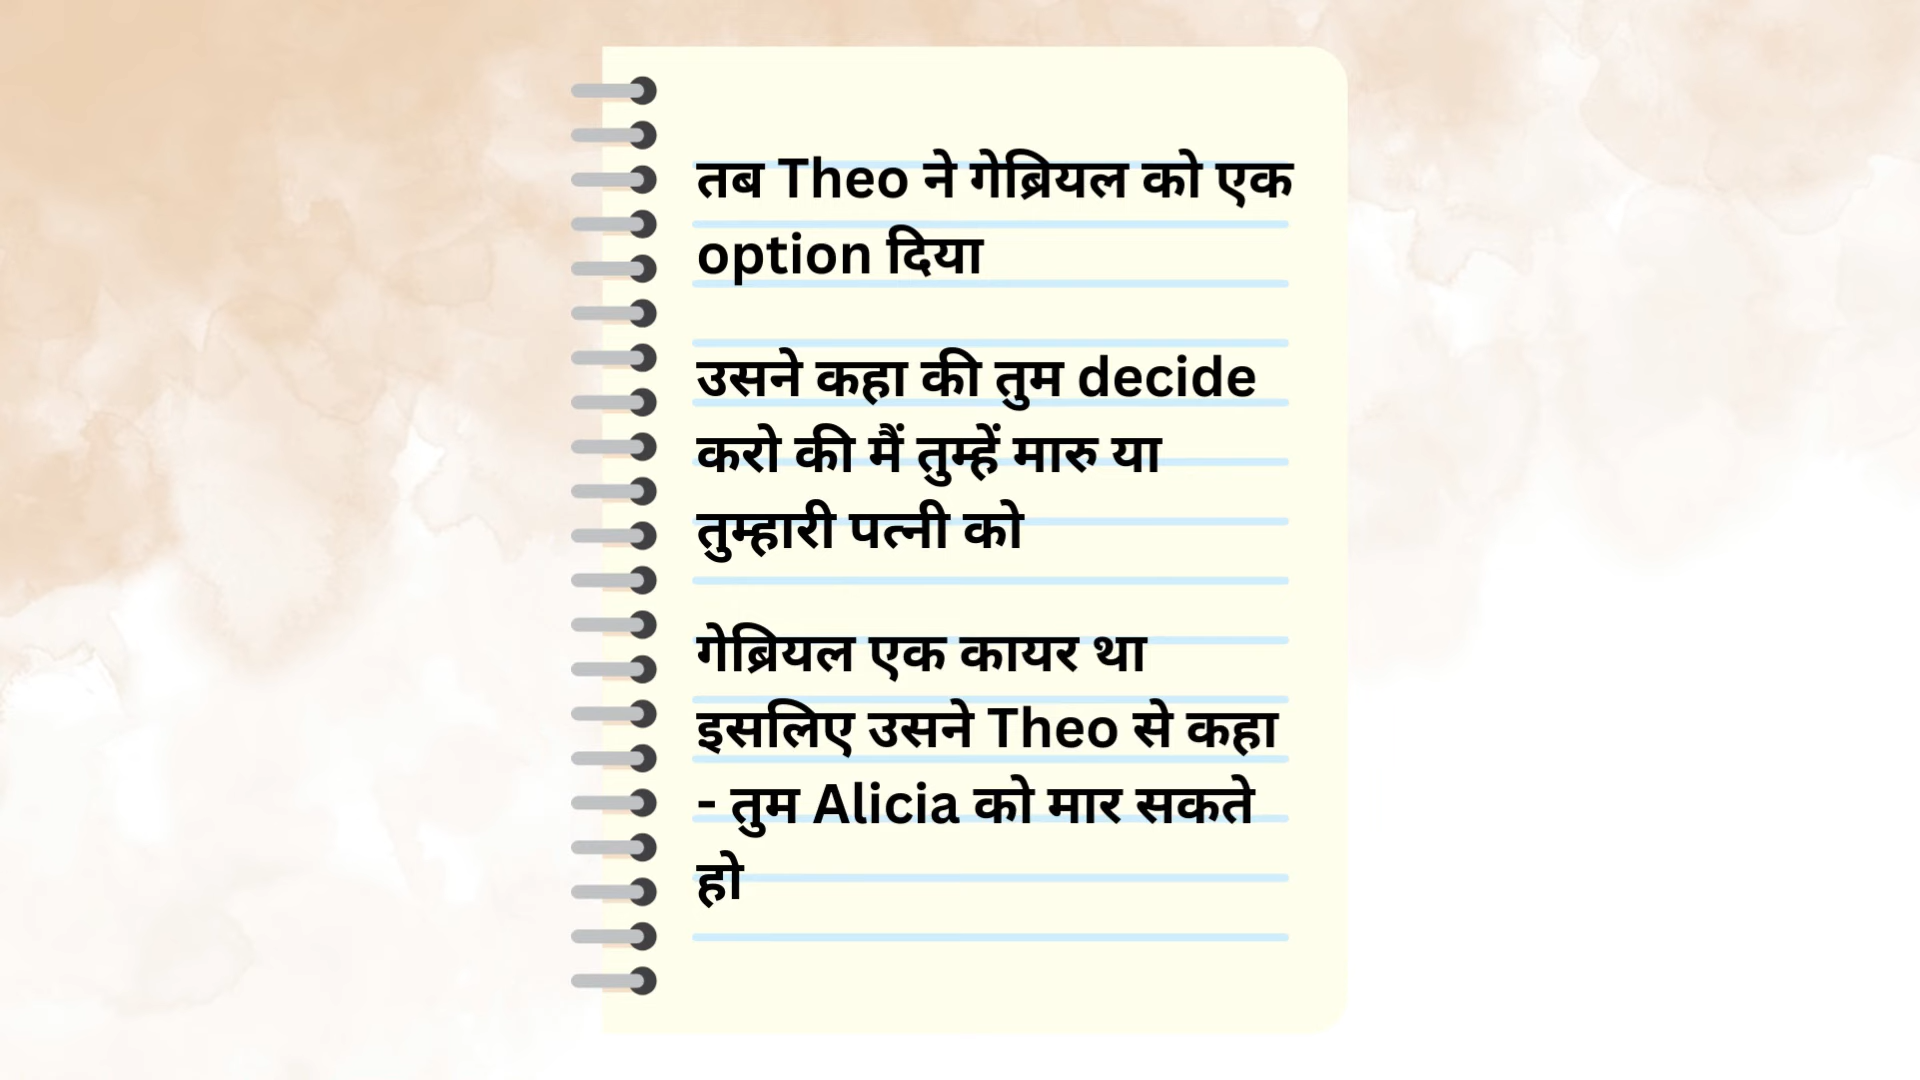 तब Theo ने गेब्रियल को एक
option दिया
उसने कहा की तुम decide
करो की मैं तुम्हें मारु या
तुम्हारी पत्नी को
गेब्रियल एक कायर था
इसलिए उसने Theo से कहा
- तुम Alicia को मार सकते
हो